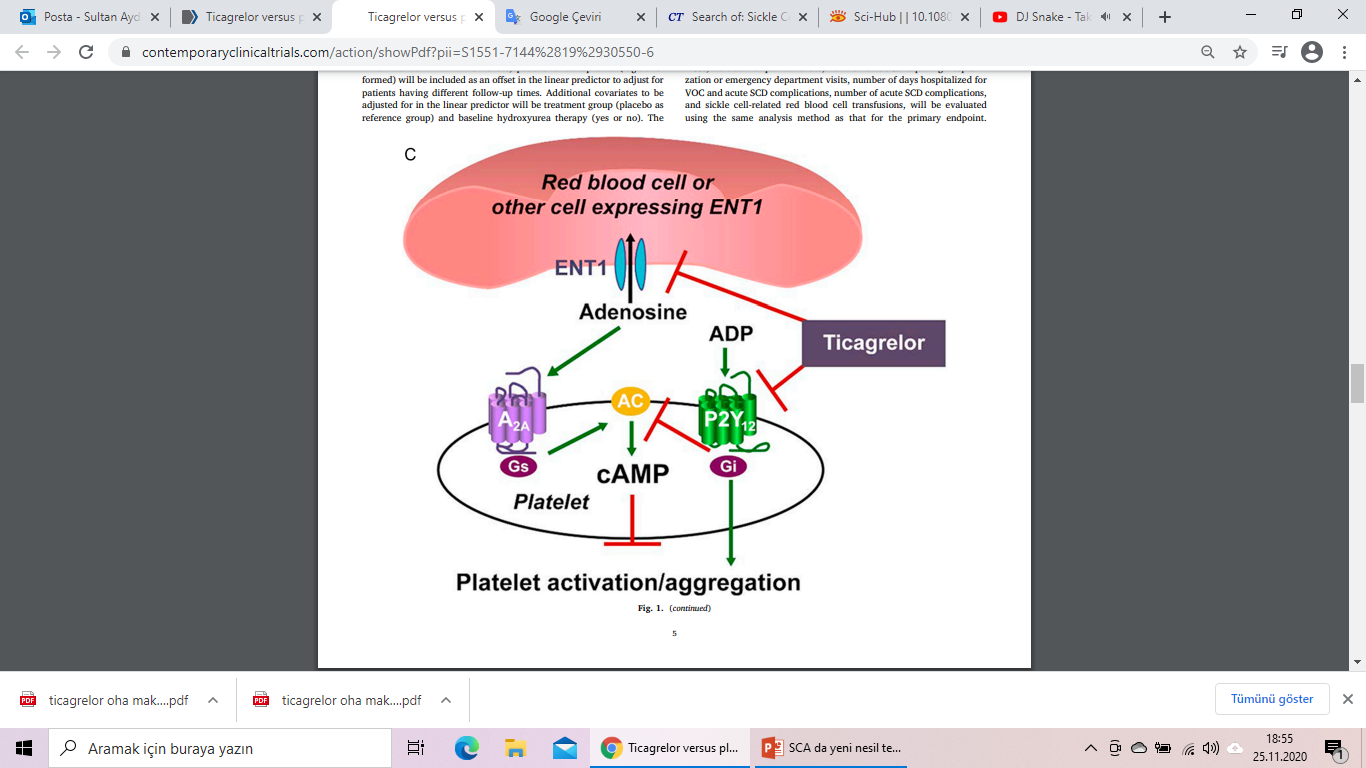 Posta - Sultan Ayd
Ticagrelor versus p
Ticagrelor versus p
Google Çeviri
CT Search of: Sickle C
Sci-Hub | | 10.1080
DJ Snake - Tak
contemporaryclinicaltrials.com/action/showPdf?pii=S1551-7144%2819%2930550-6
formed) will be included as an offset in the linear predictor to adjust for
patients having different follow-up times. Additional covariates to be
adjusted for in the linear predictor will be treatment group (placebo as
reference group) and baseline hydroxyurea therapy (yes or no). The
zation or emergency department visits, number of days hospitalized for
VOC and acute SCD complications, number of acute SCD complications,
and sickle cell-related red blood cell transfusions, will be evaluated
using the same analysis method as that for the primary endpoint.
C
Red blood cell or
other cell expressing ENT1
ENT1
Adenosine
ADP
Ticagrelor
A2A
AC
P2Y12
Gs
cAMP
Gi
Platelet
Platelet activation/aggregation
Fig. 1. (continued)
5
PDF ticagrelor oha mak....pdf
PDF ticagrelor oha mak....pdf
Tümünü göster
Aramak için buraya yazın
Ticagrelor versus pl...
SCA da yeni nesil te...
18:55
25.11.2020
1